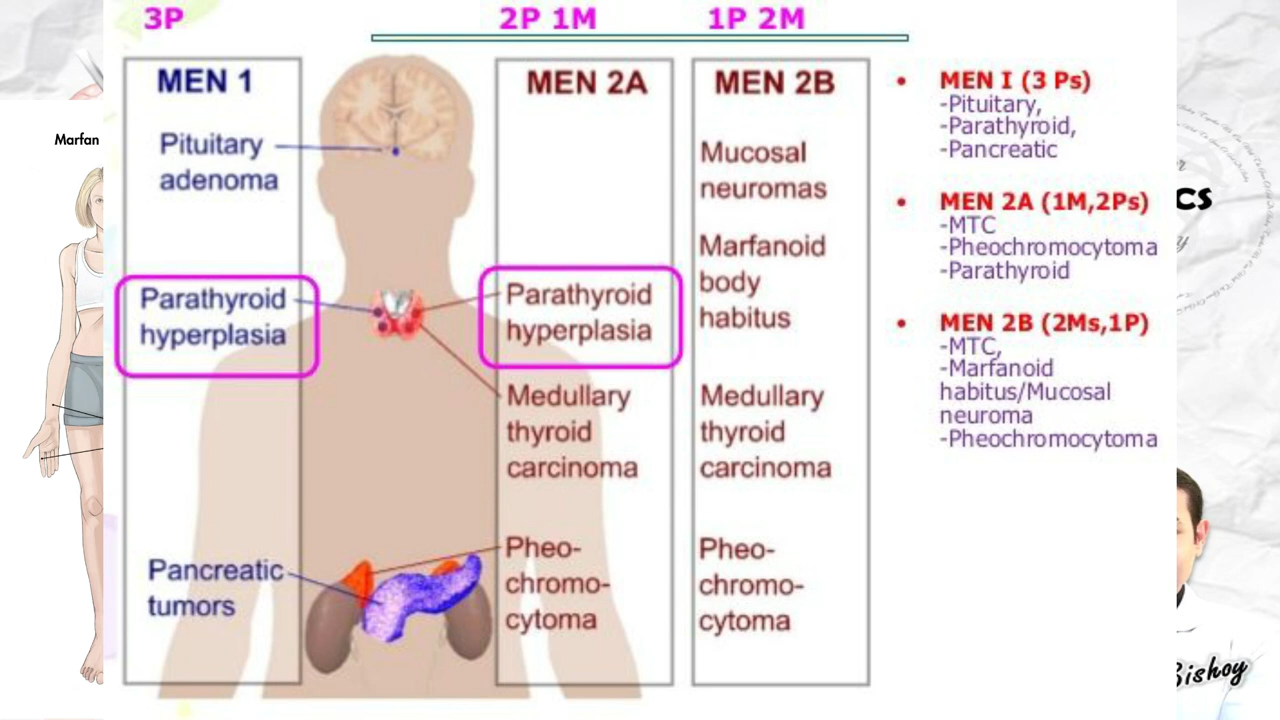 3P
2P 1M
1P 2M
MEN 1
Pituitary
adenoma
Parathyroid
hyperplasia
Pancreatic
tumors
MEN 2A
Parathyroid
hyperplasia
Medullary
thyroid
carcinoma
Pheo-
chromo-
cytoma
MEN 2B
Mucosal
neuromas
Marfanoid
body
habitus
Medullary
thyroid
carcinoma
Pheo-
chromo-
cytoma
• MEN I (3 Ps)
-Pituitary,
-Parathyroid,
-Pancreatic
• MEN 2A (1M,2Ps)
-MTC
-Pheochromocytoma
-Parathyroid
• MEN 2B (2Ms,1P)
-MTC,
-Marfanoid
habitus/Mucosal
neuroma
-Pheochromocytoma
Marfan
CS
Bishoy